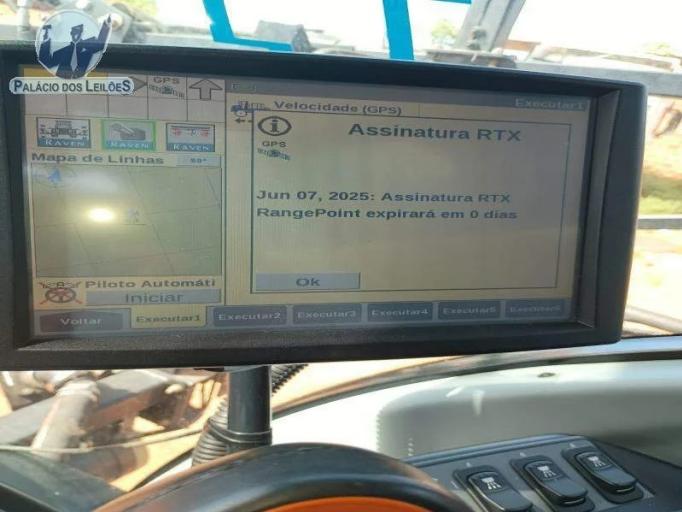 PALÁCIO DOS LEILÕES
GPS
Velocidade (GPS)
Executar1
RAVEN
RAVEN
RAVEN
GPS
Assinatura RTX
Mapa de Linhas
Jun 07, 2025: Assinatura RTX
RangePoint expirará em 0 dias
Ok
Piloto Automáti
Iniciar
Voltar
Executar1
Executar2
Executar3
Executar4
Executar5